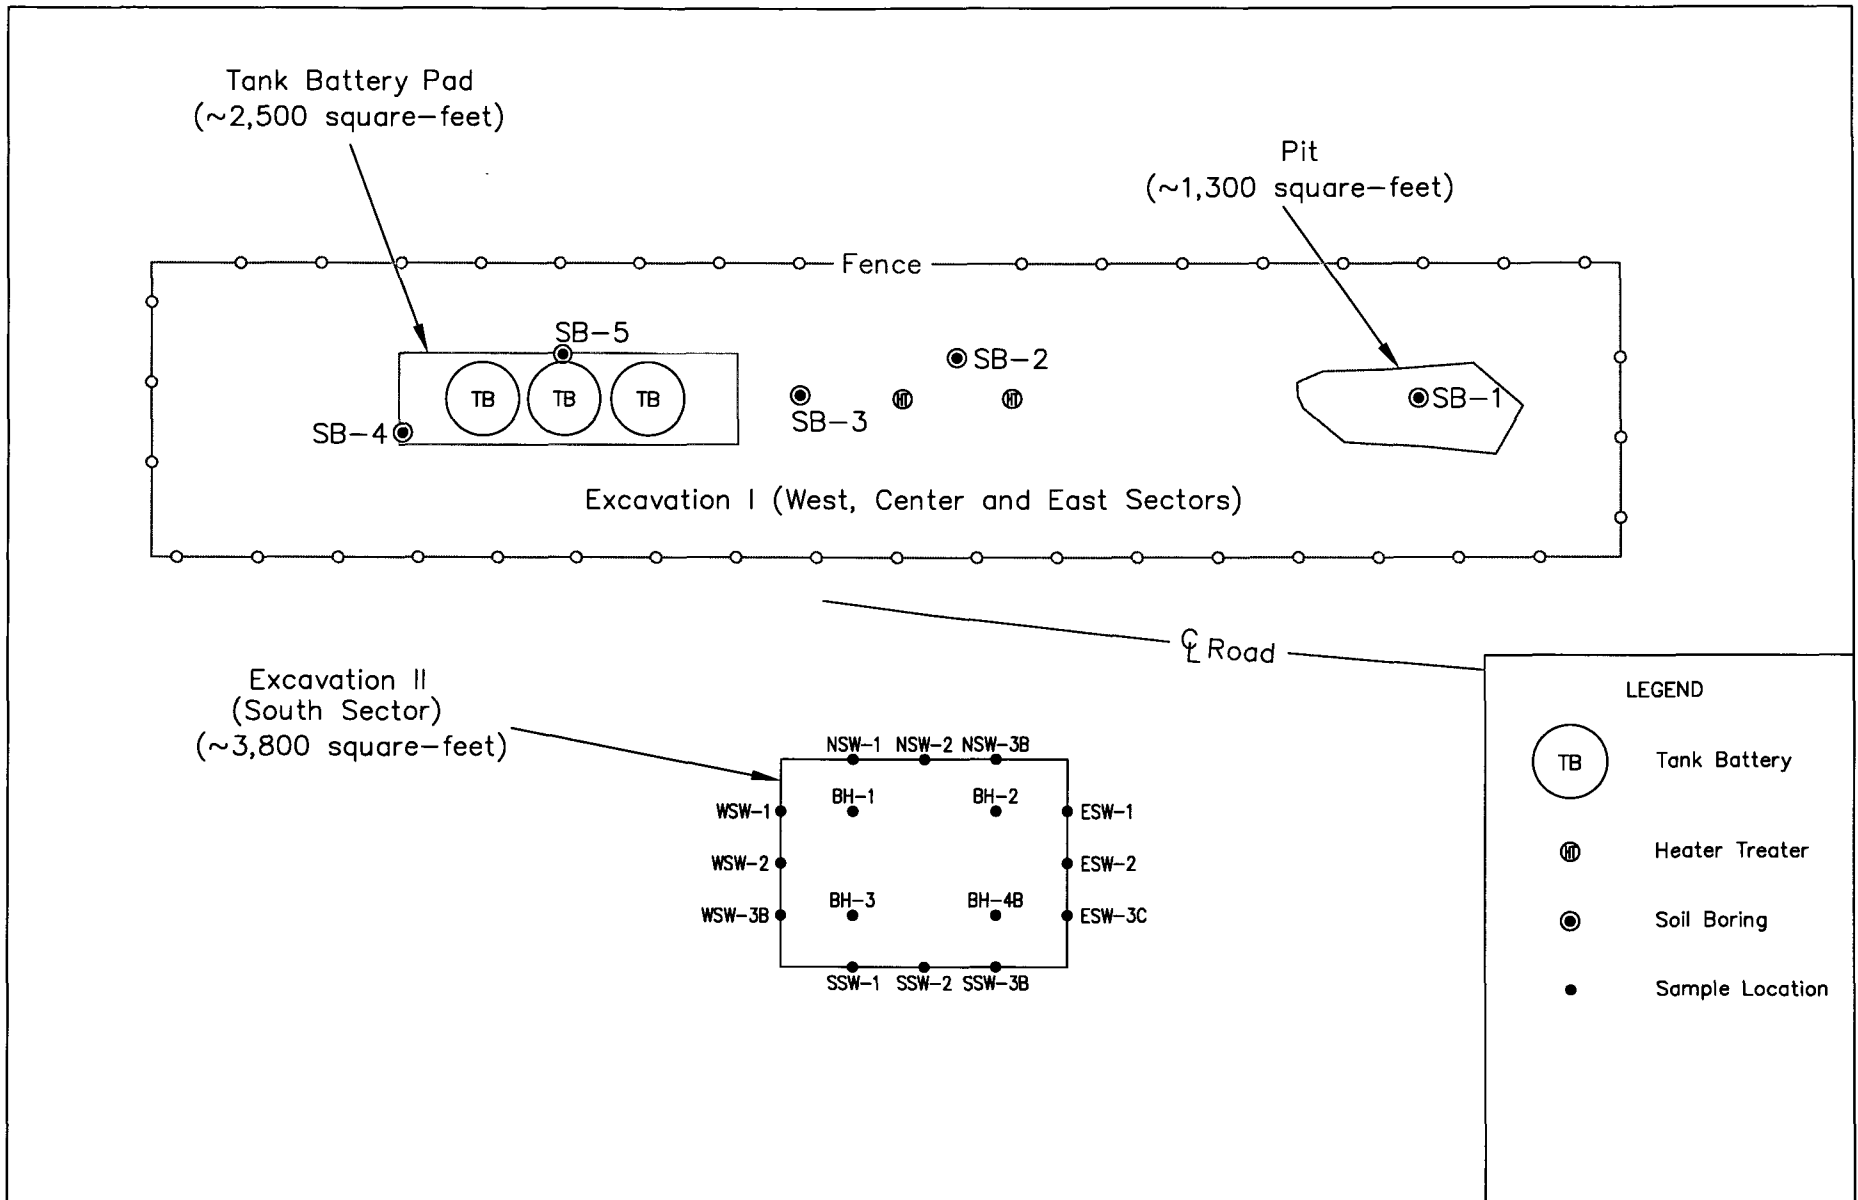 Tank Battery Pad
(~2,500 square-feet)
Pit
(~1,300 square-feet)
Fence
SB-5
SB-2
TB
TB
TB
HT
HT
SB-1
SB-3
SB-4
Excavation I (West, Center and East Sectors)
℄ Road
Excavation II
(South Sector)
(~3,800 square-feet)
NSW-1 NSW-2 NSW-3B
BH-1
BH-2
WSW-1
ESW-1
WSW-2
ESW-2
BH-3
BH-4B
WSW-3B
ESW-3C
SSW-1 SSW-2 SSW-3B
LEGEND
TB Tank Battery
HT Heater Treater
Soil Boring
Sample Location